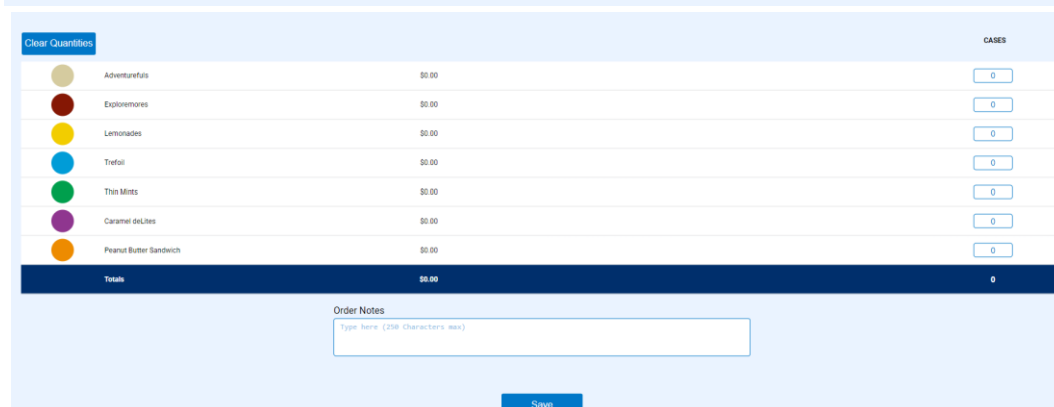 Clear Quantities CASES
Adventurefuls $0.00 0
Exploremores $0.00 0
Lemonades $0.00 0
Trefoil $0.00 0
Thin Mints $0.00 0
Caramel deLites $0.00 0
Peanut Butter Sandwich $0.00 0
Totals $0.00 0
Order Notes
Type here (250 Characters max)
Save